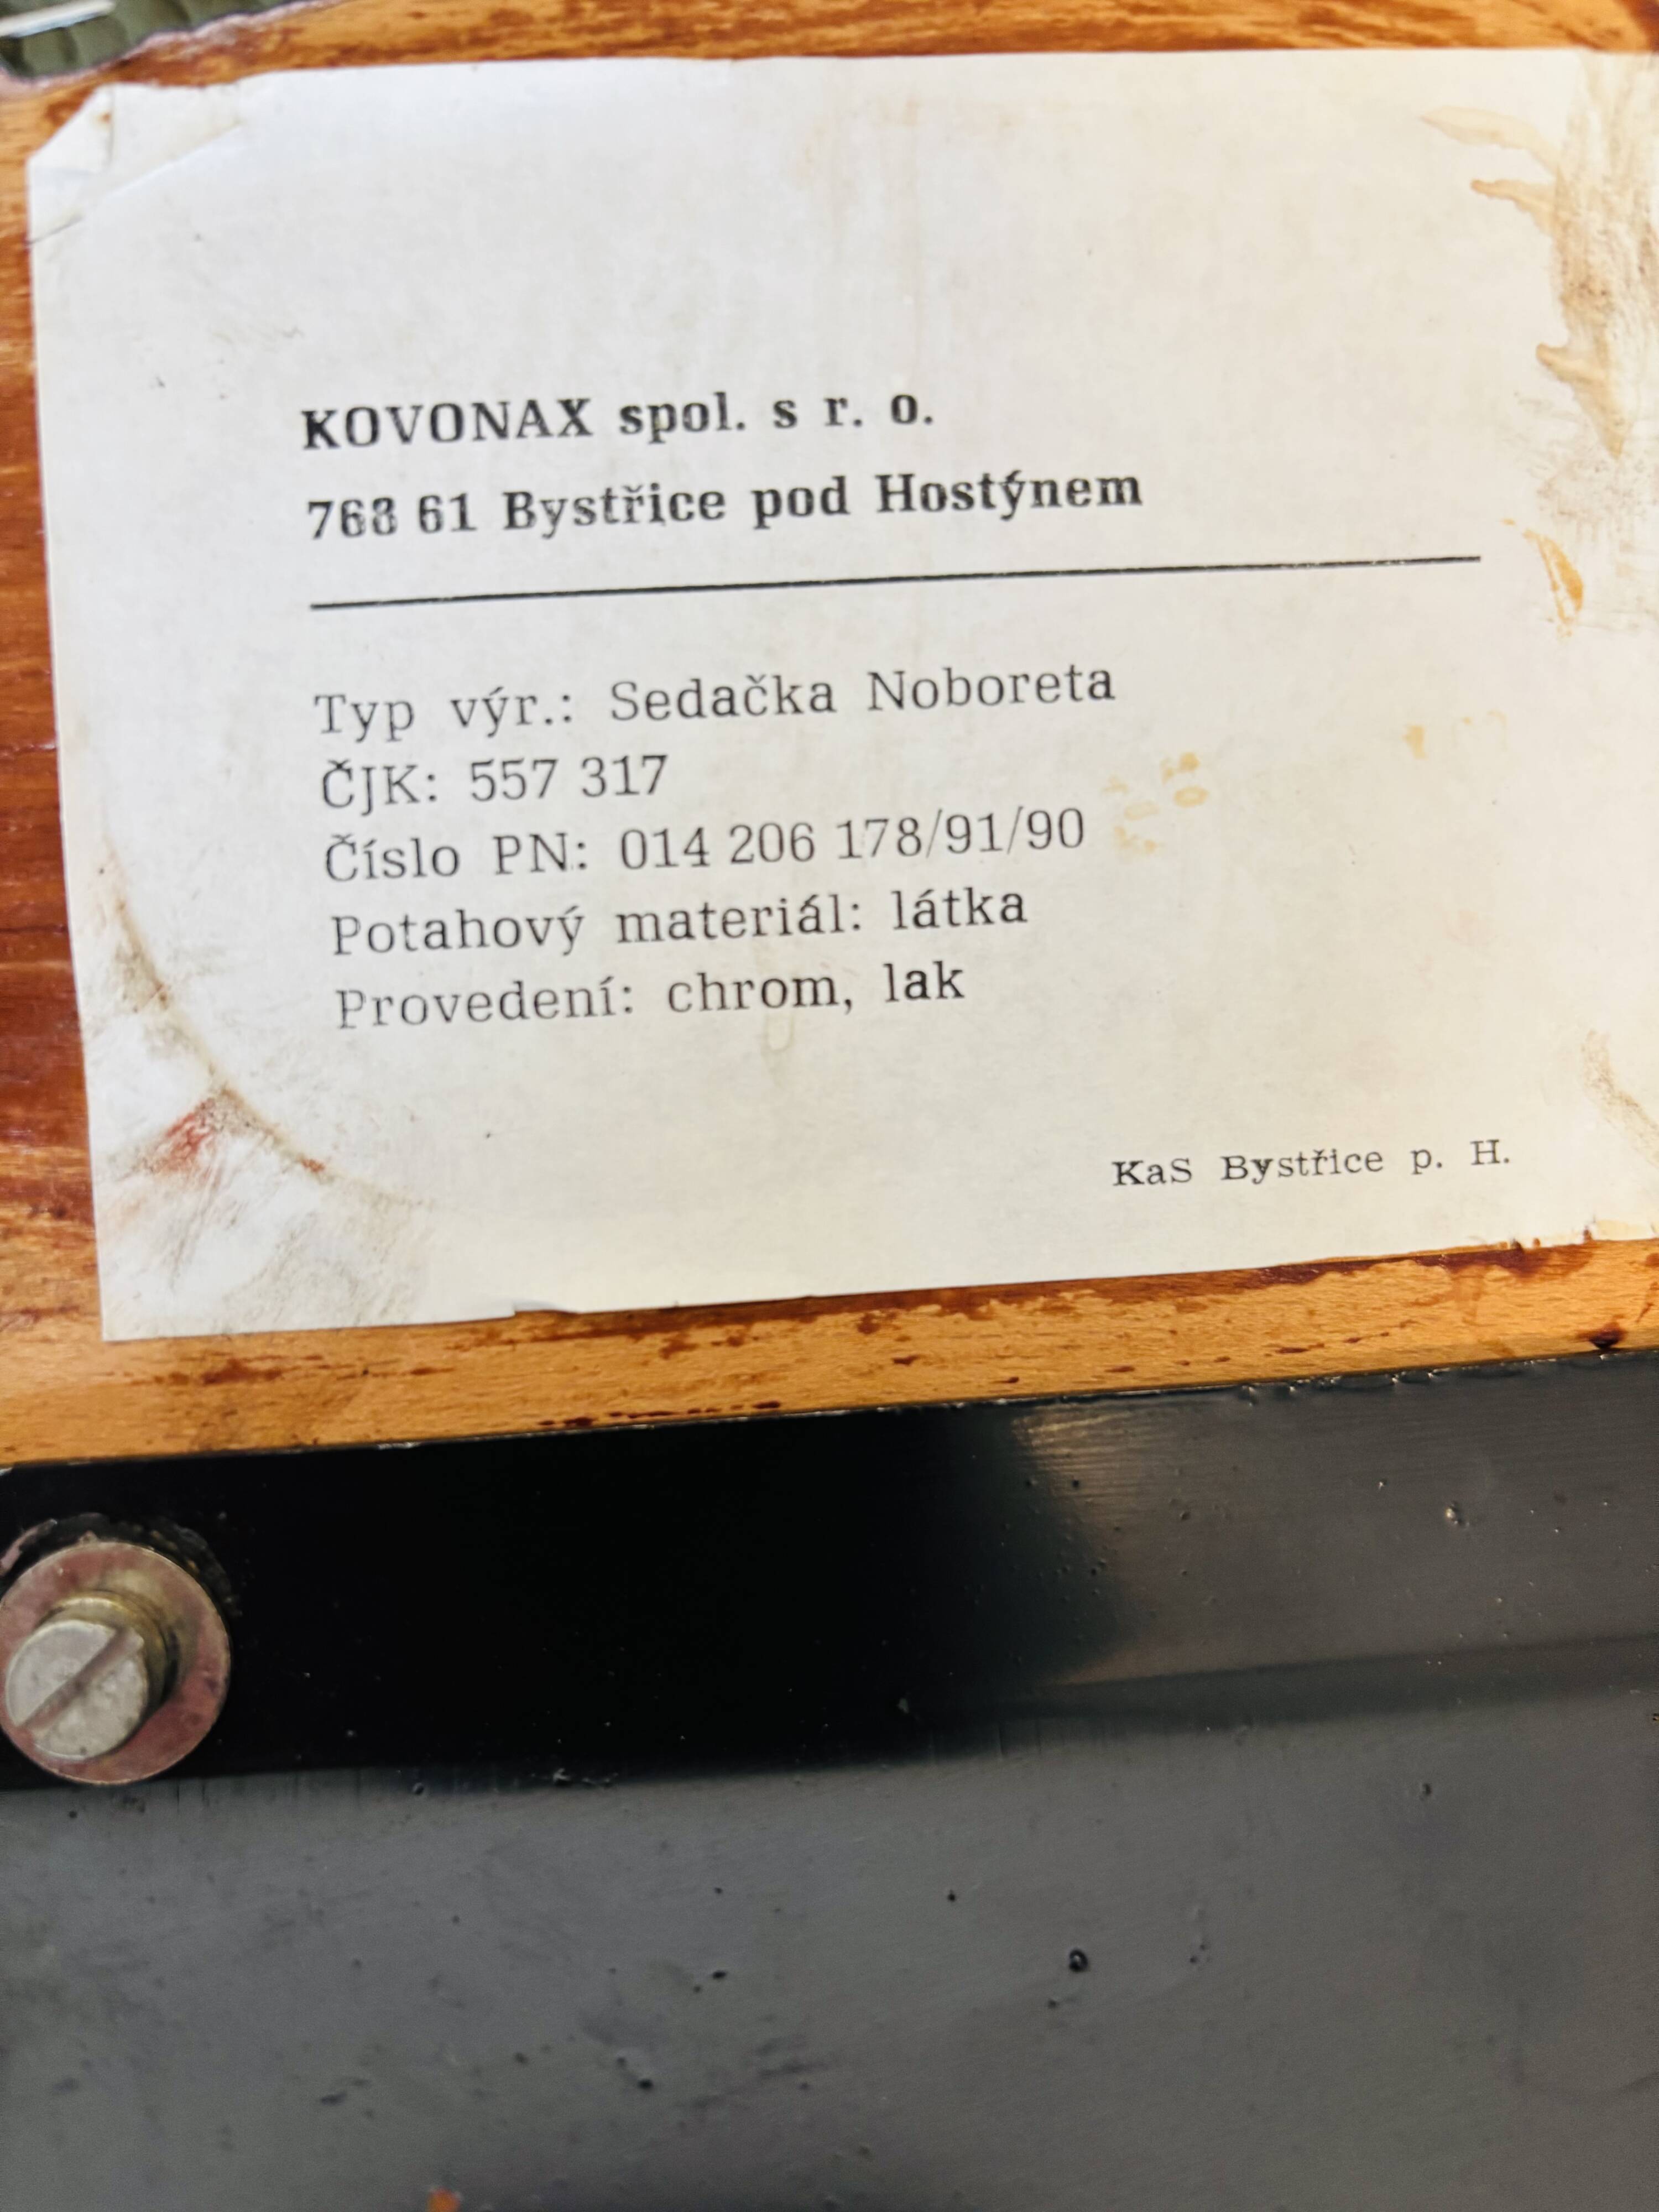 KOVONAX spol. s r. o.
768 61 Bystřice pod Hostýnem
Typ výr.: Sedačka Noboreta
ČJK: 557 317
Číslo PN: 014 206 178/91/90
Potahový materiál: látka
Provedení: chrom, lak
KaS Bystřice p. H.